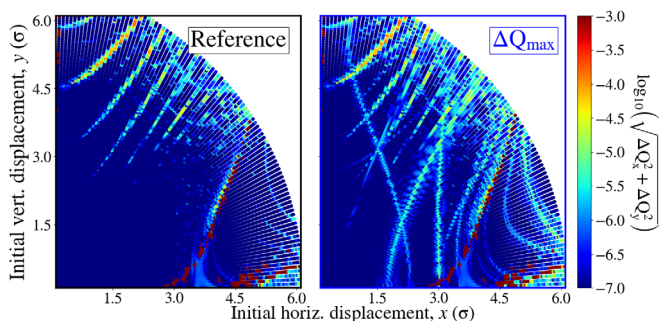 Reference
ΔQmax
Initial vert. displacement, y (σ)
6.0
4.5
3.0
1.5
1.5 3.0 4.5 6.0
1.5 3.0 4.5 6.0
Initial horiz. displacement, x (σ)
−3.0
−3.5
−4.0
−4.5
−5.0
−5.5
−6.0
−6.5
−7.0
log₁₀(√ΔQ²ₓ + ΔQ²ᵧ)